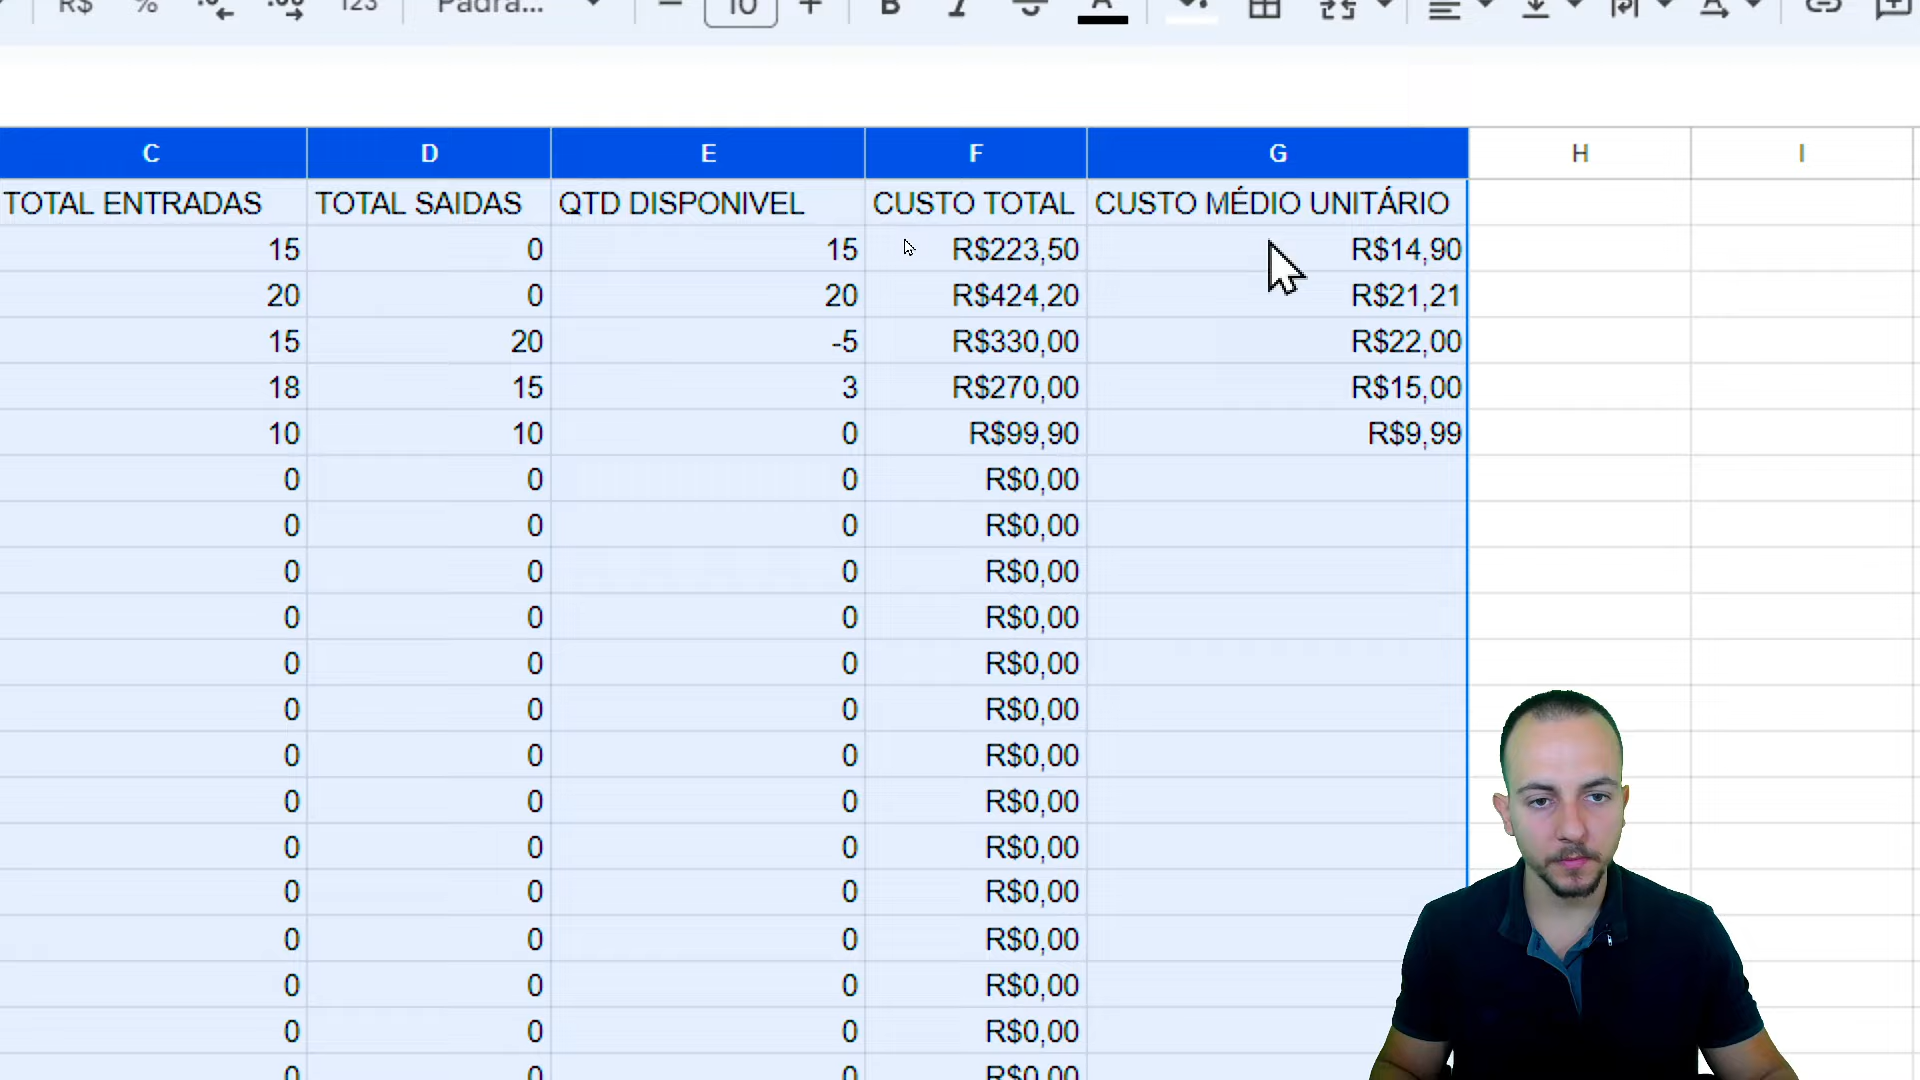 R$ % .0 .00 123 Padra... − 10 + B I A
C D E F G H I
TOTAL ENTRADAS TOTAL SAIDAS QTD DISPONIVEL CUSTO TOTAL CUSTO MÉDIO UNITÁRIO
15 0 15 R$223,50 R$14,90
20 0 20 R$424,20 R$21,21
15 20 -5 R$330,00 R$22,00
18 15 3 R$270,00 R$15,00
10 10 0 R$99,90 R$9,99
0 0 0 R$0,00
0 0 0 R$0,00
0 0 0 R$0,00
0 0 0 R$0,00
0 0 0 R$0,00
0 0 0 R$0,00
0 0 0 R$0,00
0 0 0 R$0,00
0 0 0 R$0,00
0 0 0 R$0,00
0 0 0 R$0,00
0 0 0 R$0,00
0 0 0 R$0,00
0 0 0 R$0,00